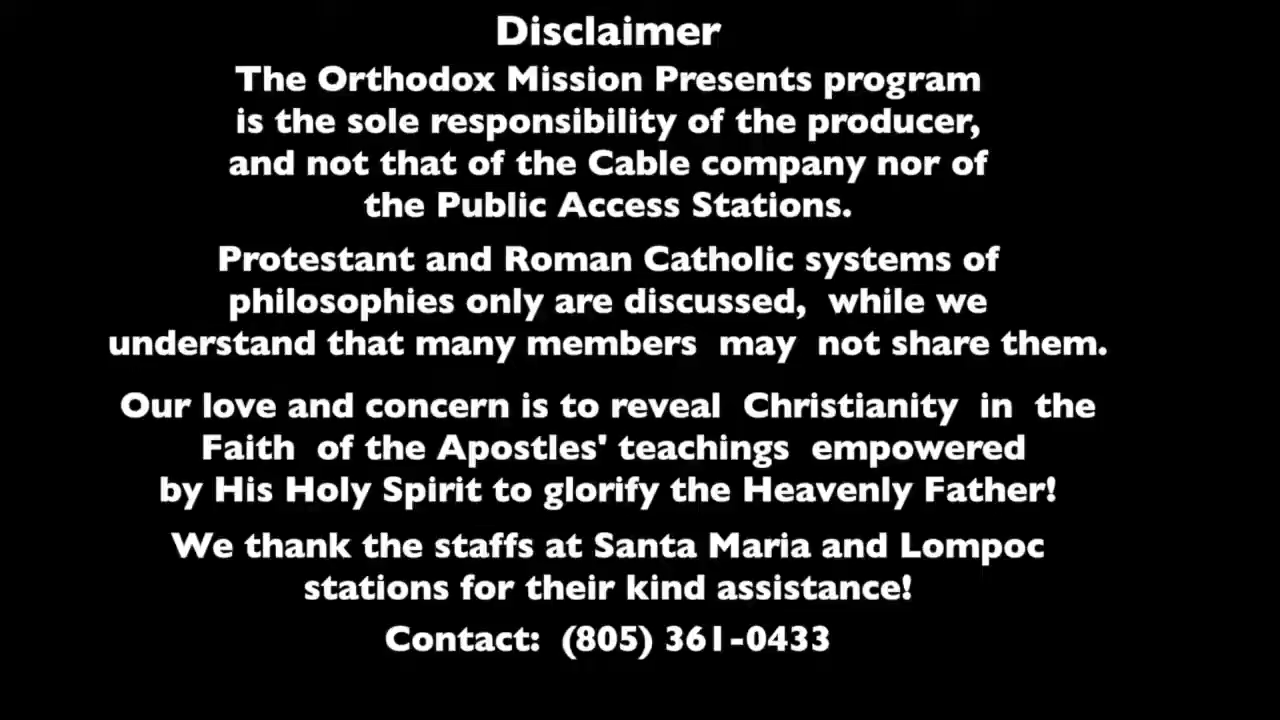 Disclaimer
The Orthodox Mission Presents program
is the sole responsibility of the producer,
and not that of the Cable company nor of
the Public Access Stations.
Protestant and Roman Catholic systems of
philosophies only are discussed, while we
understand that many members may not share them.
Our love and concern is to reveal Christianity in the
Faith of the Apostles' teachings empowered
by His Holy Spirit to glorify the Heavenly Father!
We thank the staffs at Santa Maria and Lompoc
stations for their kind assistance!
Contact: (805) 361-0433